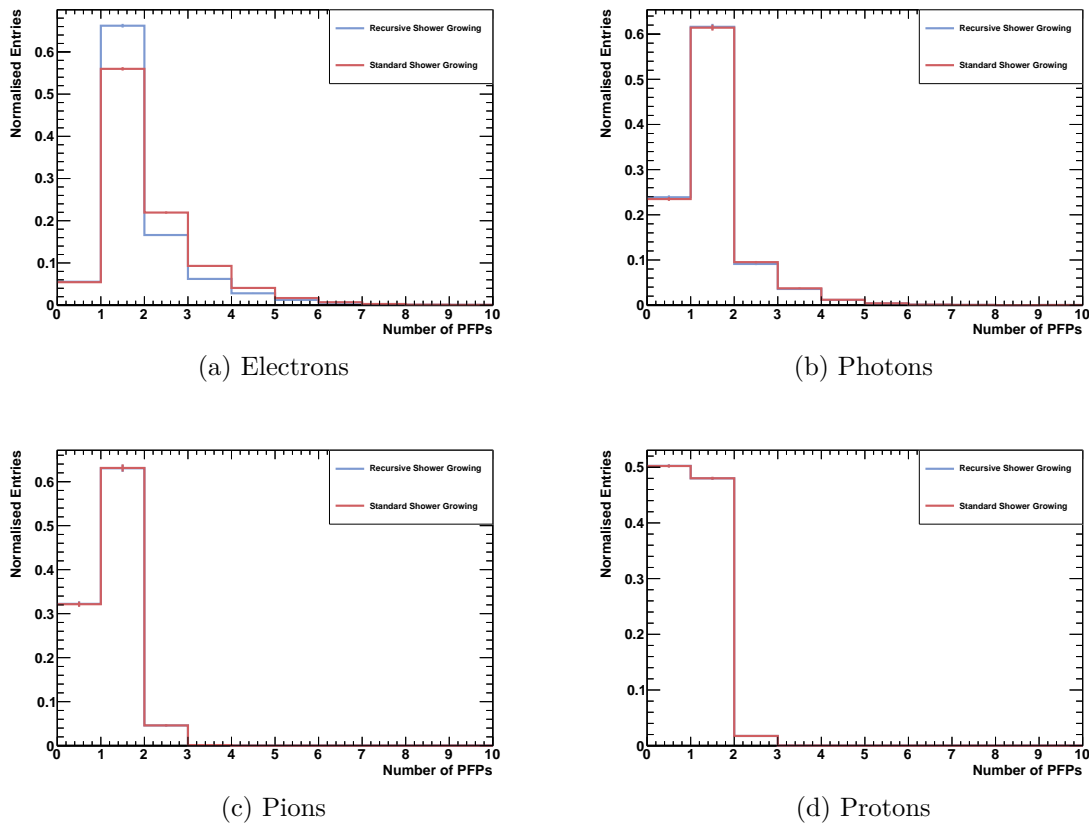 Normalised Entries
0.6
0.5
0.4
0.3
0.2
0.1
0
0 1 2 3 4 5 6 7 8 9 10
Number of PFPs
Recursive Shower Growing
Standard Shower Growing
(a) Electrons
Normalised Entries
0.6
0.5
0.4
0.3
0.2
0.1
0
0 1 2 3 4 5 6 7 8 9 10
Number of PFPs
Recursive Shower Growing
Standard Shower Growing
(b) Photons
Normalised Entries
0.6
0.5
0.4
0.3
0.2
0.1
0
0 1 2 3 4 5 6 7 8 9 10
Number of PFPs
Recursive Shower Growing
Standard Shower Growing
(c) Pions
Normalised Entries
0.5
0.4
0.3
0.2
0.1
0
0 1 2 3 4 5 6 7 8 9 10
Number of PFPs
Recursive Shower Growing
Standard Shower Growing
(d) Protons